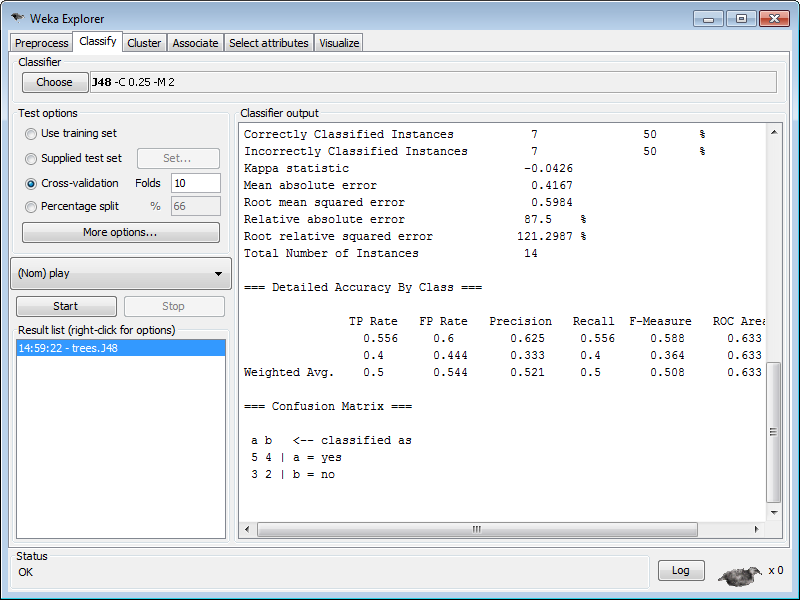 Weka Explorer
Preprocess Classify Cluster Associate Select attributes Visualize
Classifier
Choose J48 -C 0.25 -M 2
Test options
Use training set
Supplied test set Set...
Cross-validation Folds 10
Percentage split % 66
More options...
(Nom) play
Start Stop
Result list (right-click for options)
14:59:22 - trees.J48
Classifier output
Correctly Classified Instances 7 50 %
Incorrectly Classified Instances 7 50 %
Kappa statistic -0.0426
Mean absolute error 0.4167
Root mean squared error 0.5984
Relative absolute error 87.5 %
Root relative squared error 121.2987 %
Total Number of Instances 14
=== Detailed Accuracy By Class ===
TP Rate FP Rate Precision Recall F-Measure ROC Area
0.556 0.6 0.625 0.556 0.588 0.633
0.4 0.444 0.333 0.4 0.364 0.633
Weighted Avg. 0.5 0.544 0.521 0.5 0.508 0.633
=== Confusion Matrix ===
a b <-- classified as
5 4 | a = yes
3 2 | b = no
Status
OK
Log x 0